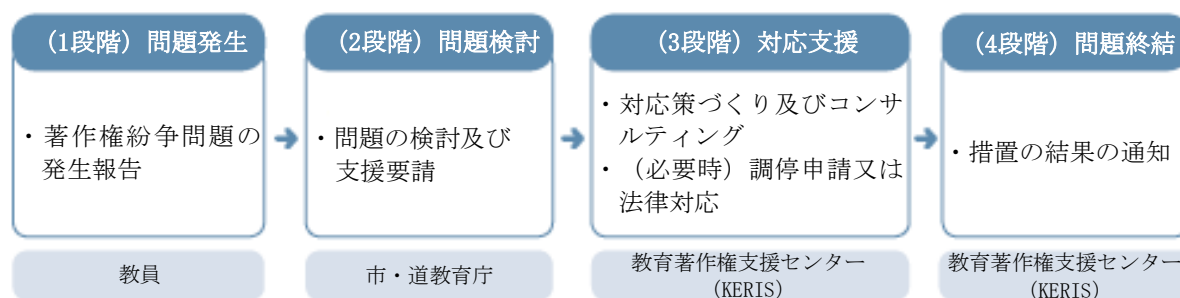 (1段階) 問題発生
・著作権紛争問題の
発生報告
教員
(2段階) 問題検討
・問題の検討及び
支援要請
市・道教育庁
(3段階) 対応支援
・対応策づくり及びコンサ
ルティング
・（必要時）調停申請又は
法律対応
教育著作権支援センター
(KERIS)
(4段階) 問題終結
・措置の結果の通知
教育著作権支援センター
(KERIS)